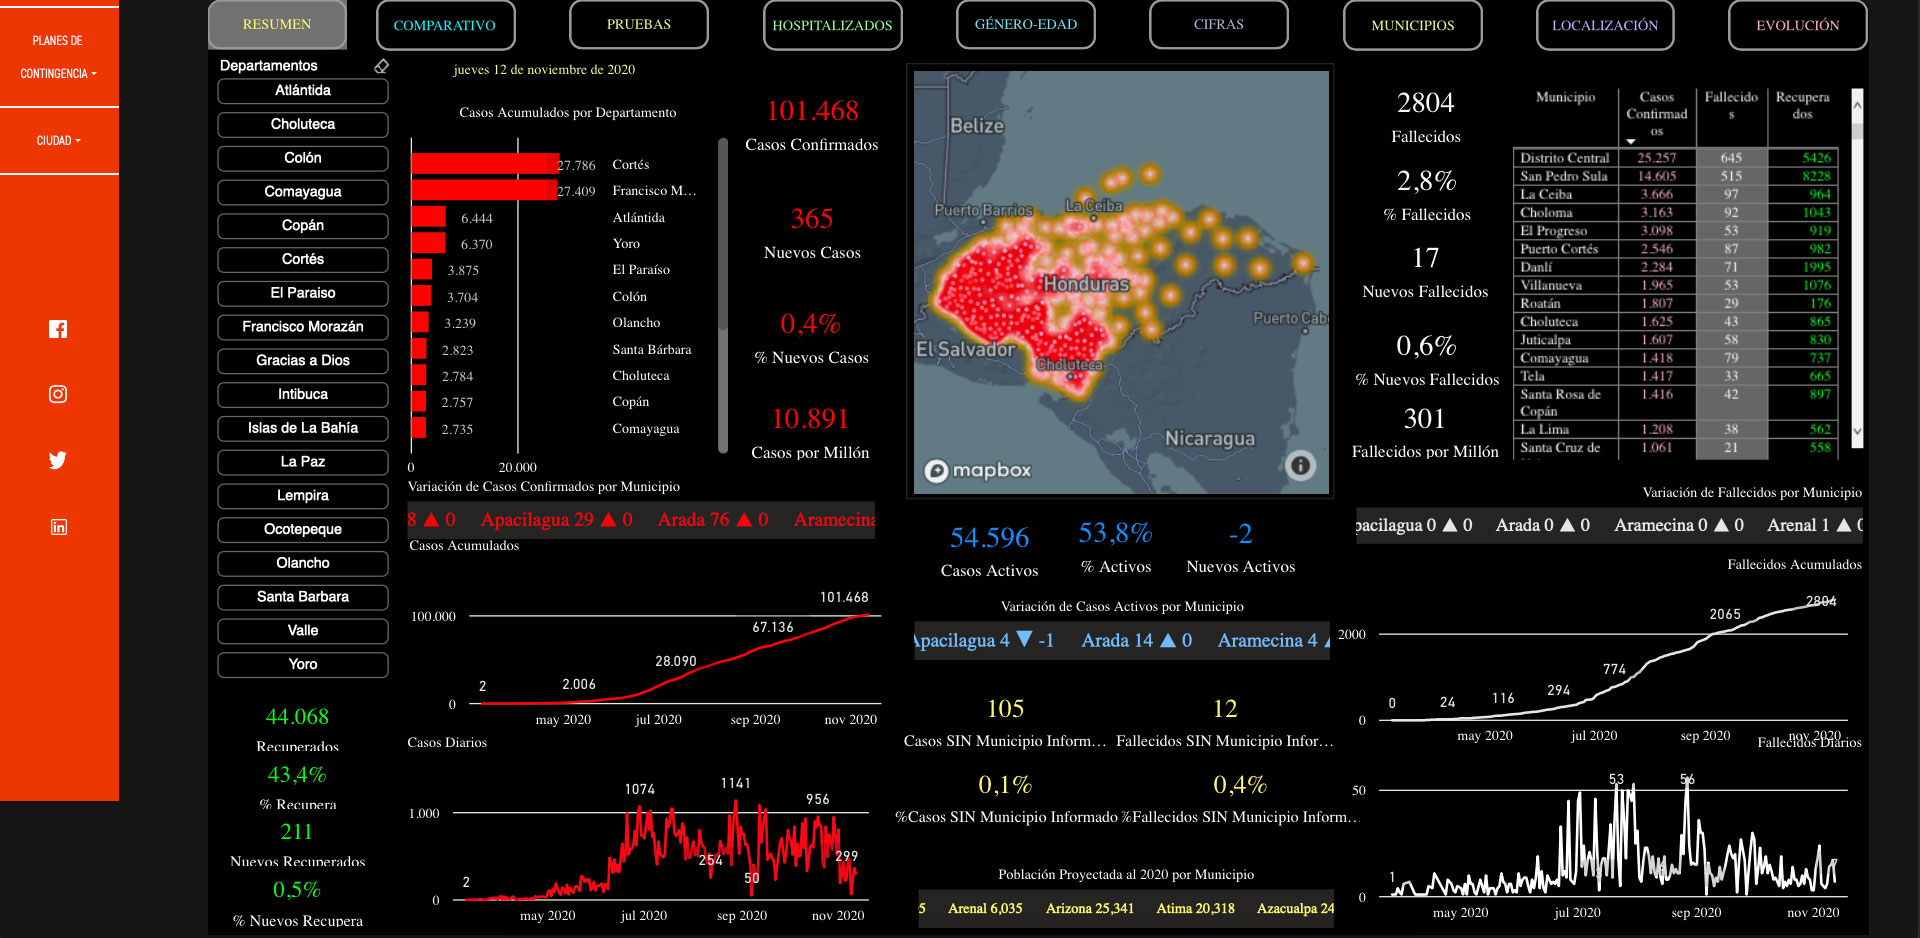 PLANES DE
CONTINGENCIA
CIUDAD
RESUMEN
COMPARATIVO
PRUEBAS
HOSPITALIZADOS
GÉNERO-EDAD
CIFRAS
MUNICIPIOS
LOCALIZACIÓN
EVOLUCIÓN
Departamentos
Atlántida
Choluteca
Colón
Comayagua
Copán
Cortés
El Paraiso
Francisco Morazán
Gracias a Dios
Intibuca
Islas de La Bahía
La Paz
Lempira
Ocotepeque
Olancho
Santa Barbara
Valle
Yoro
44.068
Recuperados
43,4%
% Recupera
211
Nuevos Recuperados
0,5%
% Nuevos Recupera
jueves 12 de noviembre de 2020
Casos Acumulados por Departamento
27.786 Cortés
27.409 Francisco M...
6.444 Atlántida
6.370 Yoro
3.875 El Paraíso
3.704 Colón
3.239 Olancho
2.823 Santa Bárbara
2.784 Choluteca
2.757 Copán
2.735 Comayagua
0 20.000
101.468
Casos Confirmados
365
Nuevos Casos
0,4%
% Nuevos Casos
10.891
Casos por Millón
Variación de Casos Confirmados por Municipio
8 ▲ 0 Apacilagua 29 ▲ 0 Arada 76 ▲ 0 Aramecina
Casos Acumulados
100.000
0
2
2.006
28.090
67.136
101.468
may 2020 jul 2020 sep 2020 nov 2020
Casos Diarios
1.000
0
2
1074
254
1141
50
956
299
may 2020 jul 2020 sep 2020 nov 2020
Belize
Puerto Barrios
La Ceiba
Honduras
Puerto Cab
El Salvador
Choluteca
Nicaragua
mapbox
54.596
Casos Activos
53,8%
% Activos
-2
Nuevos Activos
Variación de Casos Activos por Municipio
Apacilagua 4 ▼ -1 Arada 14 ▲ 0 Aramecina 4 ▲
105
Casos SIN Municipio Inform...
12
Fallecidos SIN Municipio Infor...
0,1%
%Casos SIN Municipio Informado
0,4%
%Fallecidos SIN Municipio Inform...
Población Proyectada al 2020 por Municipio
5 Arenal 6,035 Arizona 25,341 Atima 20,318 Azacualpa 24
2804
Fallecidos
2,8%
% Fallecidos
17
Nuevos Fallecidos
0,6%
% Nuevos Fallecidos
301
Fallecidos por Millón
Municipio Casos Fallecido Recupera
Confirmad s dos
os
Distrito Central 25.257 645 5426
San Pedro Sula 14.605 515 8228
La Ceiba 3.666 97 964
Choloma 3.163 92 1043
El Progreso 3.098 53 919
Puerto Cortés 2.546 87 982
Danlí 2.284 71 1995
Villanueva 1.965 53 1076
Roatán 1.807 29 176
Choluteca 1.625 43 865
Juticalpa 1.607 58 830
Comayagua 1.418 79 737
Tela 1.417 33 665
Santa Rosa de 1.416 42 897
Copán
La Lima 1.208 38 562
Santa Cruz de 1.061 21 558
Variación de Fallecidos por Municipio
pacilagua 0 ▲ 0 Arada 0 ▲ 0 Aramecina 0 ▲ 0 Arenal 1 ▲ 0
Fallecidos Acumulados
2000
0
0
24
116
294
774
2065
2804
may 2020 jul 2020 sep 2020 nov 2020
Fallecidos Diarios
50
0
1
53
56
7
may 2020 jul 2020 sep 2020 nov 2020